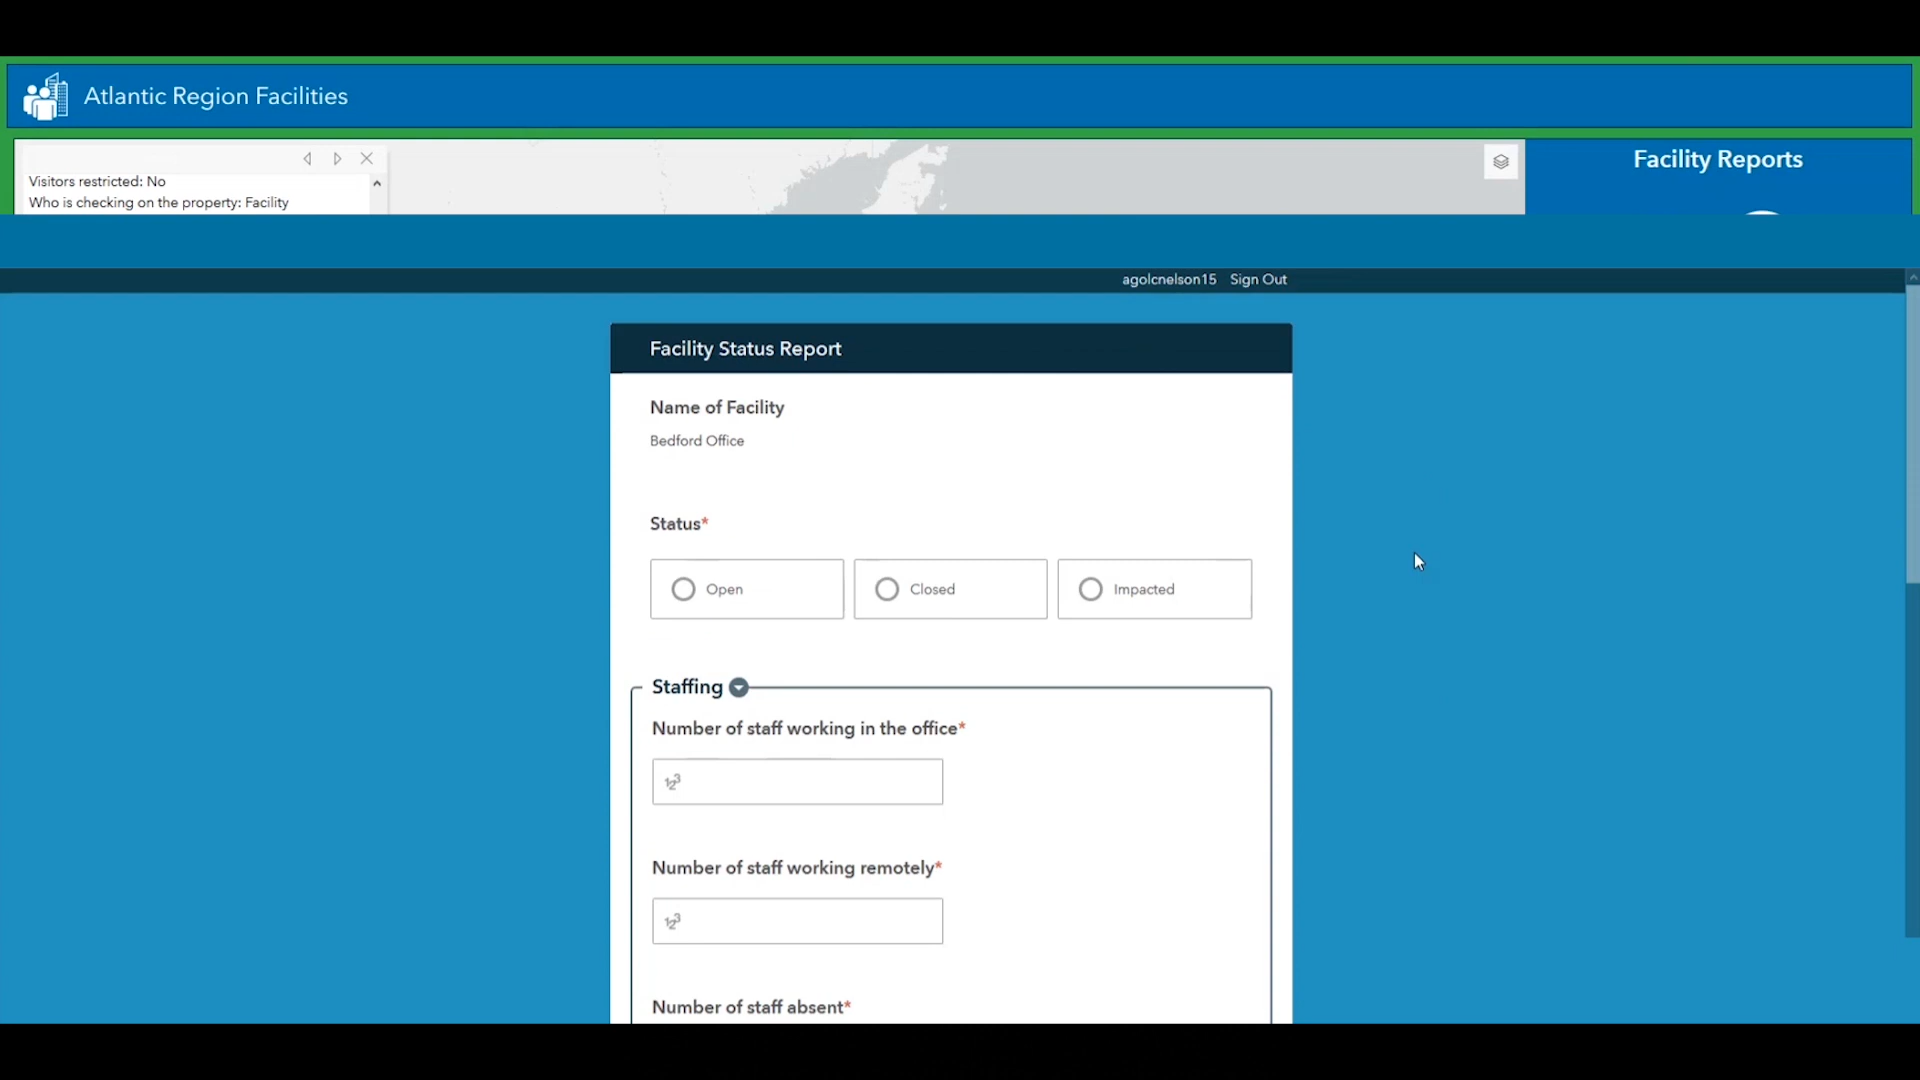 Atlantic Region Facilities
Visitors restricted: No
Who is checking on the property: Facility
Facility Reports
agolcnelson15 Sign Out
Facility Status Report
Name of Facility
Bedford Office
Status*
Open Closed Impacted
Staffing
Number of staff working in the office*
123
Number of staff working remotely*
123
Number of staff absent*